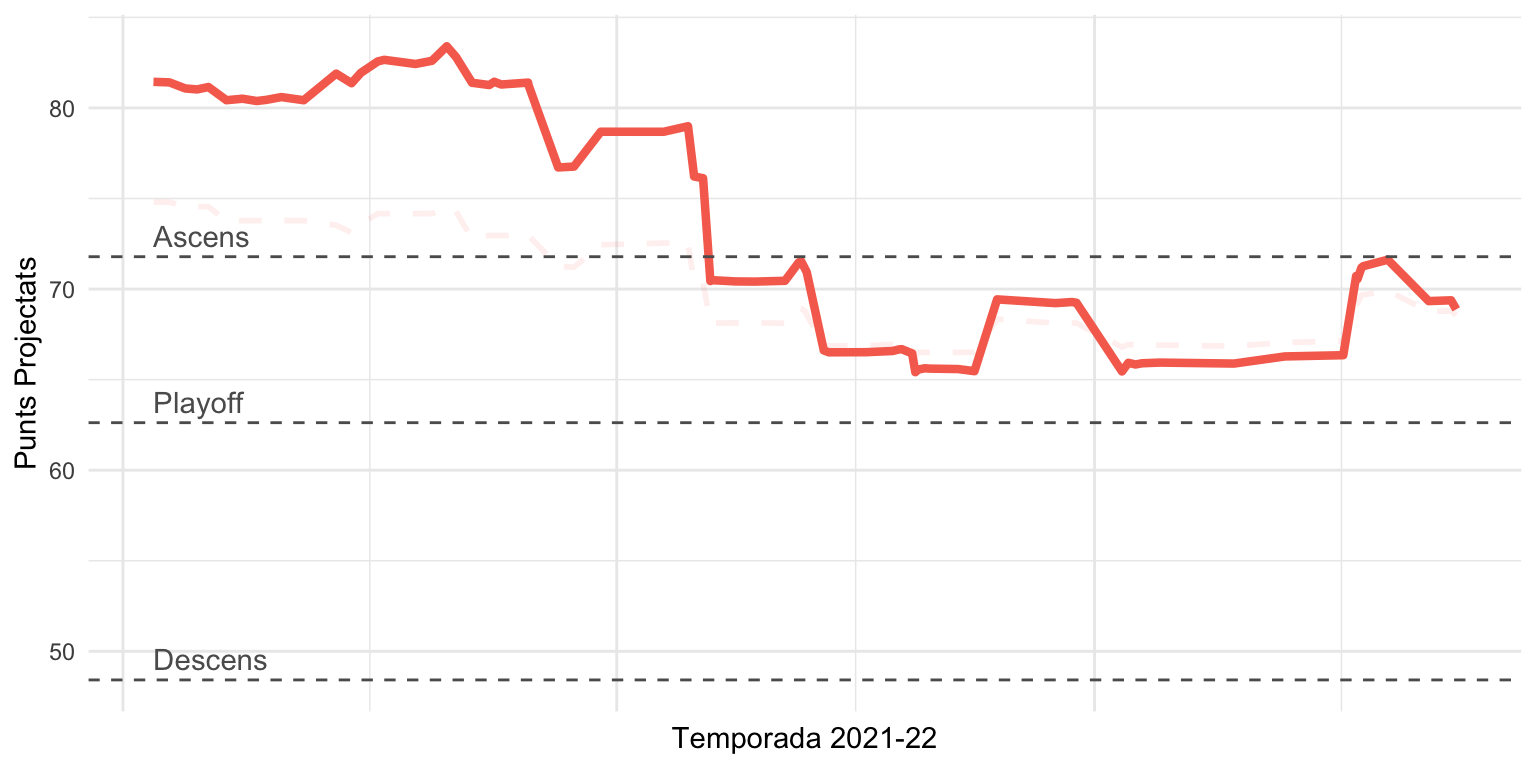 80
70
60
50
Ascens
Playoff
Descens
Punts Projectats
Temporada 2021-22